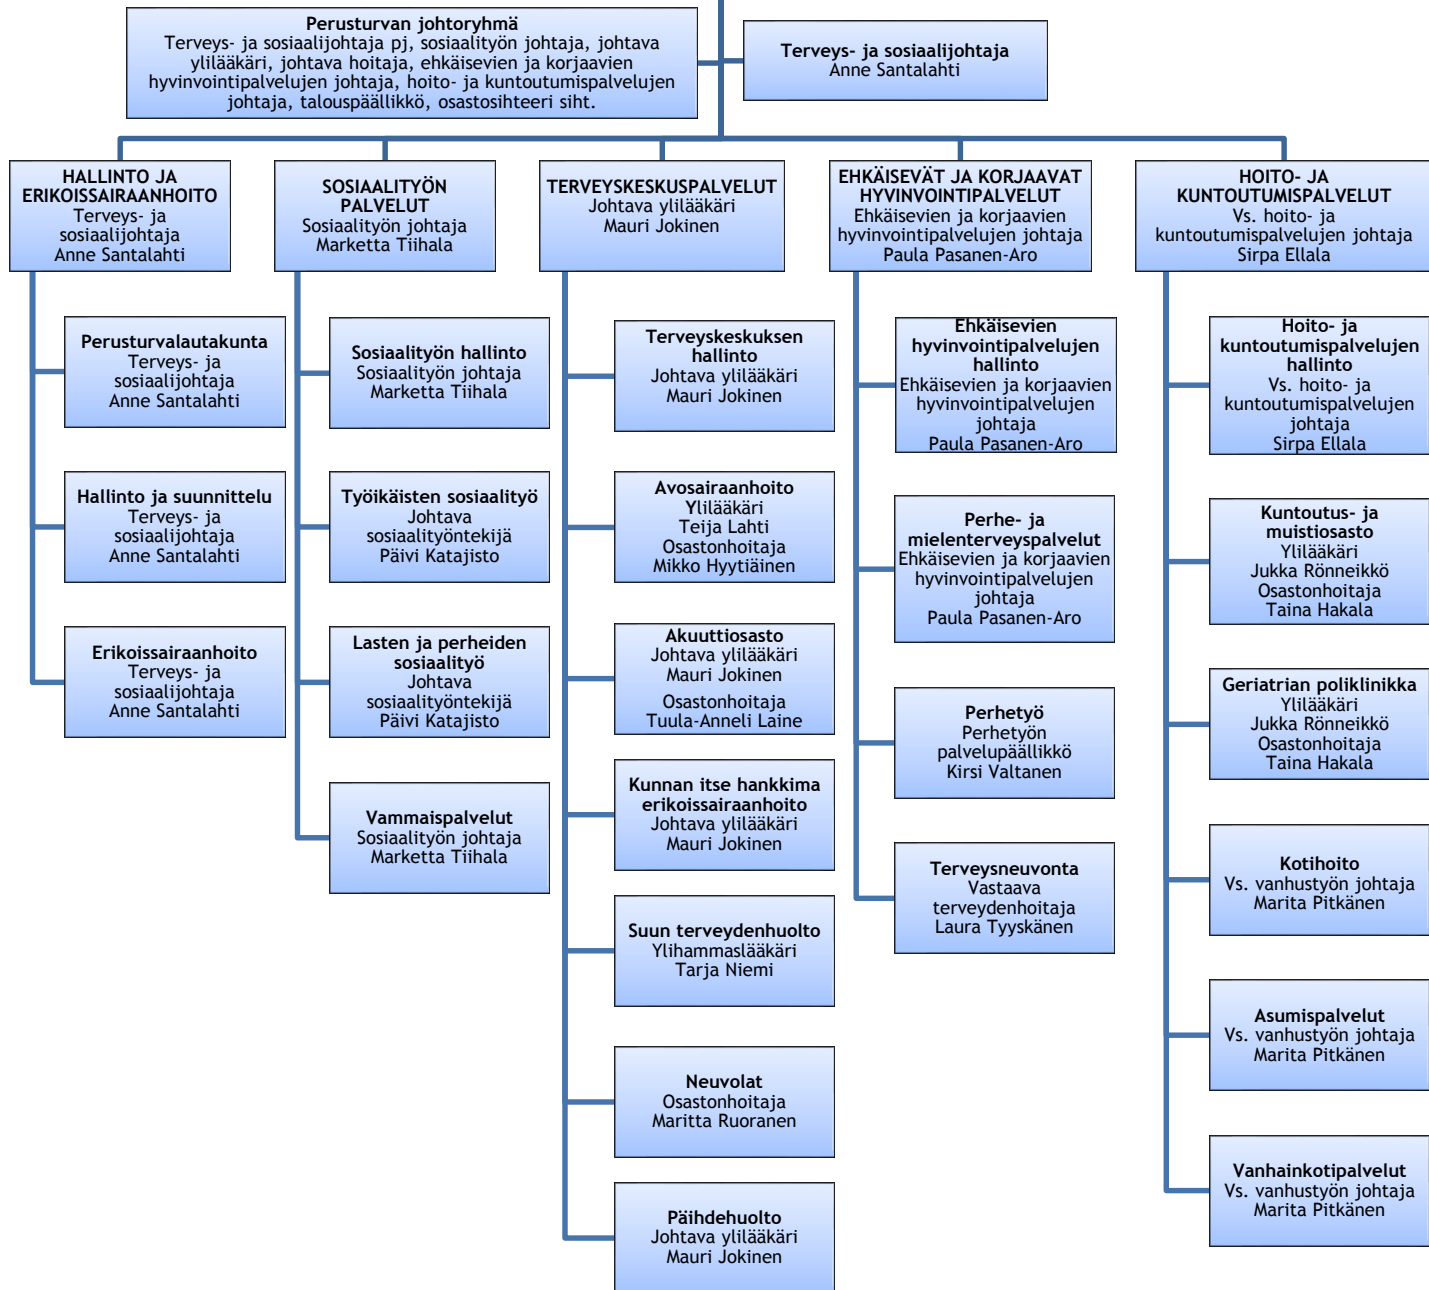 Perusturvan johtoryhmä
Terveys- ja sosiaalijohtaja pj, sosiaalityön johtaja, johtava
ylilääkäri, johtava hoitaja, ehkäisevien ja korjaavien
hyvinvointipalvelujen johtaja, hoito- ja kuntoutumispalvelujen
johtaja, talouspäällikkö, osastosihteeri siht.
Terveys- ja sosiaalijohtaja
Anne Santalahti
HALLINTO JA
ERIKOISSAIRAANHOITO
Terveys- ja
sosiaalijohtaja
Anne Santalahti
Perusturvalautakunta
Terveys- ja
sosiaalijohtaja
Anne Santalahti
Hallinto ja suunnittelu
Terveys- ja
sosiaalijohtaja
Anne Santalahti
Erikoissairaanhoito
Terveys- ja
sosiaalijohtaja
Anne Santalahti
SOSIAALITYÖN
PALVELUT
Sosiaalityön johtaja
Marketta Tiihala
Sosiaalityön hallinto
Sosiaalityön johtaja
Marketta Tiihala
Työikäisten sosiaalityö
Johtava
sosiaalityöntekijä
Päivi Katajisto
Lasten ja perheiden
sosiaalityö
Johtava
sosiaalityöntekijä
Päivi Katajisto
Vammaispalvelut
Sosiaalityön johtaja
Marketta Tiihala
TERVEYSKESKUSPALVELUT
Johtava ylilääkäri
Mauri Jokinen
Terveyskeskuksen
hallinto
Johtava ylilääkäri
Mauri Jokinen
Avosairaanhoito
Ylilääkäri
Teija Lahti
Osastonhoitaja
Mikko Hyytiäinen
Akuuttiosasto
Johtava ylilääkäri
Mauri Jokinen
Osastonhoitaja
Tuula-Anneli Laine
Kunnan itse hankkima
erikoissairaanhoito
Johtava ylilääkäri
Mauri Jokinen
Suun terveydenhuolto
Ylihammaslääkäri
Tarja Niemi
Neuvolat
Osastonhoitaja
Maritta Ruoranen
Päihdehuolto
Johtava ylilääkäri
Mauri Jokinen
EHKÄISEVÄT JA KORJAAVAT
HYVINVOINTIPALVELUT
Ehkäisevien ja korjaavien
hyvinvointipalvelujen johtaja
Paula Pasanen-Aro
Ehkäisevien
hyvinvointipalvelujen
hallinto
Ehkäisevien ja korjaavien
hyvinvointipalvelujen
johtaja
Paula Pasanen-Aro
Perhe- ja
mielenterveyspalvelut
Ehkäisevien ja korjaavien
hyvinvointipalvelujen
johtaja
Paula Pasanen-Aro
Perhetyö
Perhetyön
palvelupäällikkö
Kirsi Valtanen
Terveysneuvonta
Vastaava
terveydenhoitaja
Laura Tyyskänen
HOITO- JA
KUNTOUTUMISPALVELUT
Vs. hoito- ja
kuntoutumispalvelujen johtaja
Sirpa Ellala
Hoito- ja
kuntoutumispalvelujen
hallinto
Vs. hoito- ja
kuntoutumispalvelujen
johtaja
Sirpa Ellala
Kuntoutus- ja
muistiosasto
Ylilääkäri
Jukka Rönneikkö
Osastonhoitaja
Taina Hakala
Geriatrian poliklinikka
Ylilääkäri
Jukka Rönneikkö
Osastonhoitaja
Taina Hakala
Kotihoito
Vs. vanhustyön johtaja
Marita Pitkänen
Asumispalvelut
Vs. vanhustyön johtaja
Marita Pitkänen
Vanhainkotipalvelut
Vs. vanhustyön johtaja
Marita Pitkänen